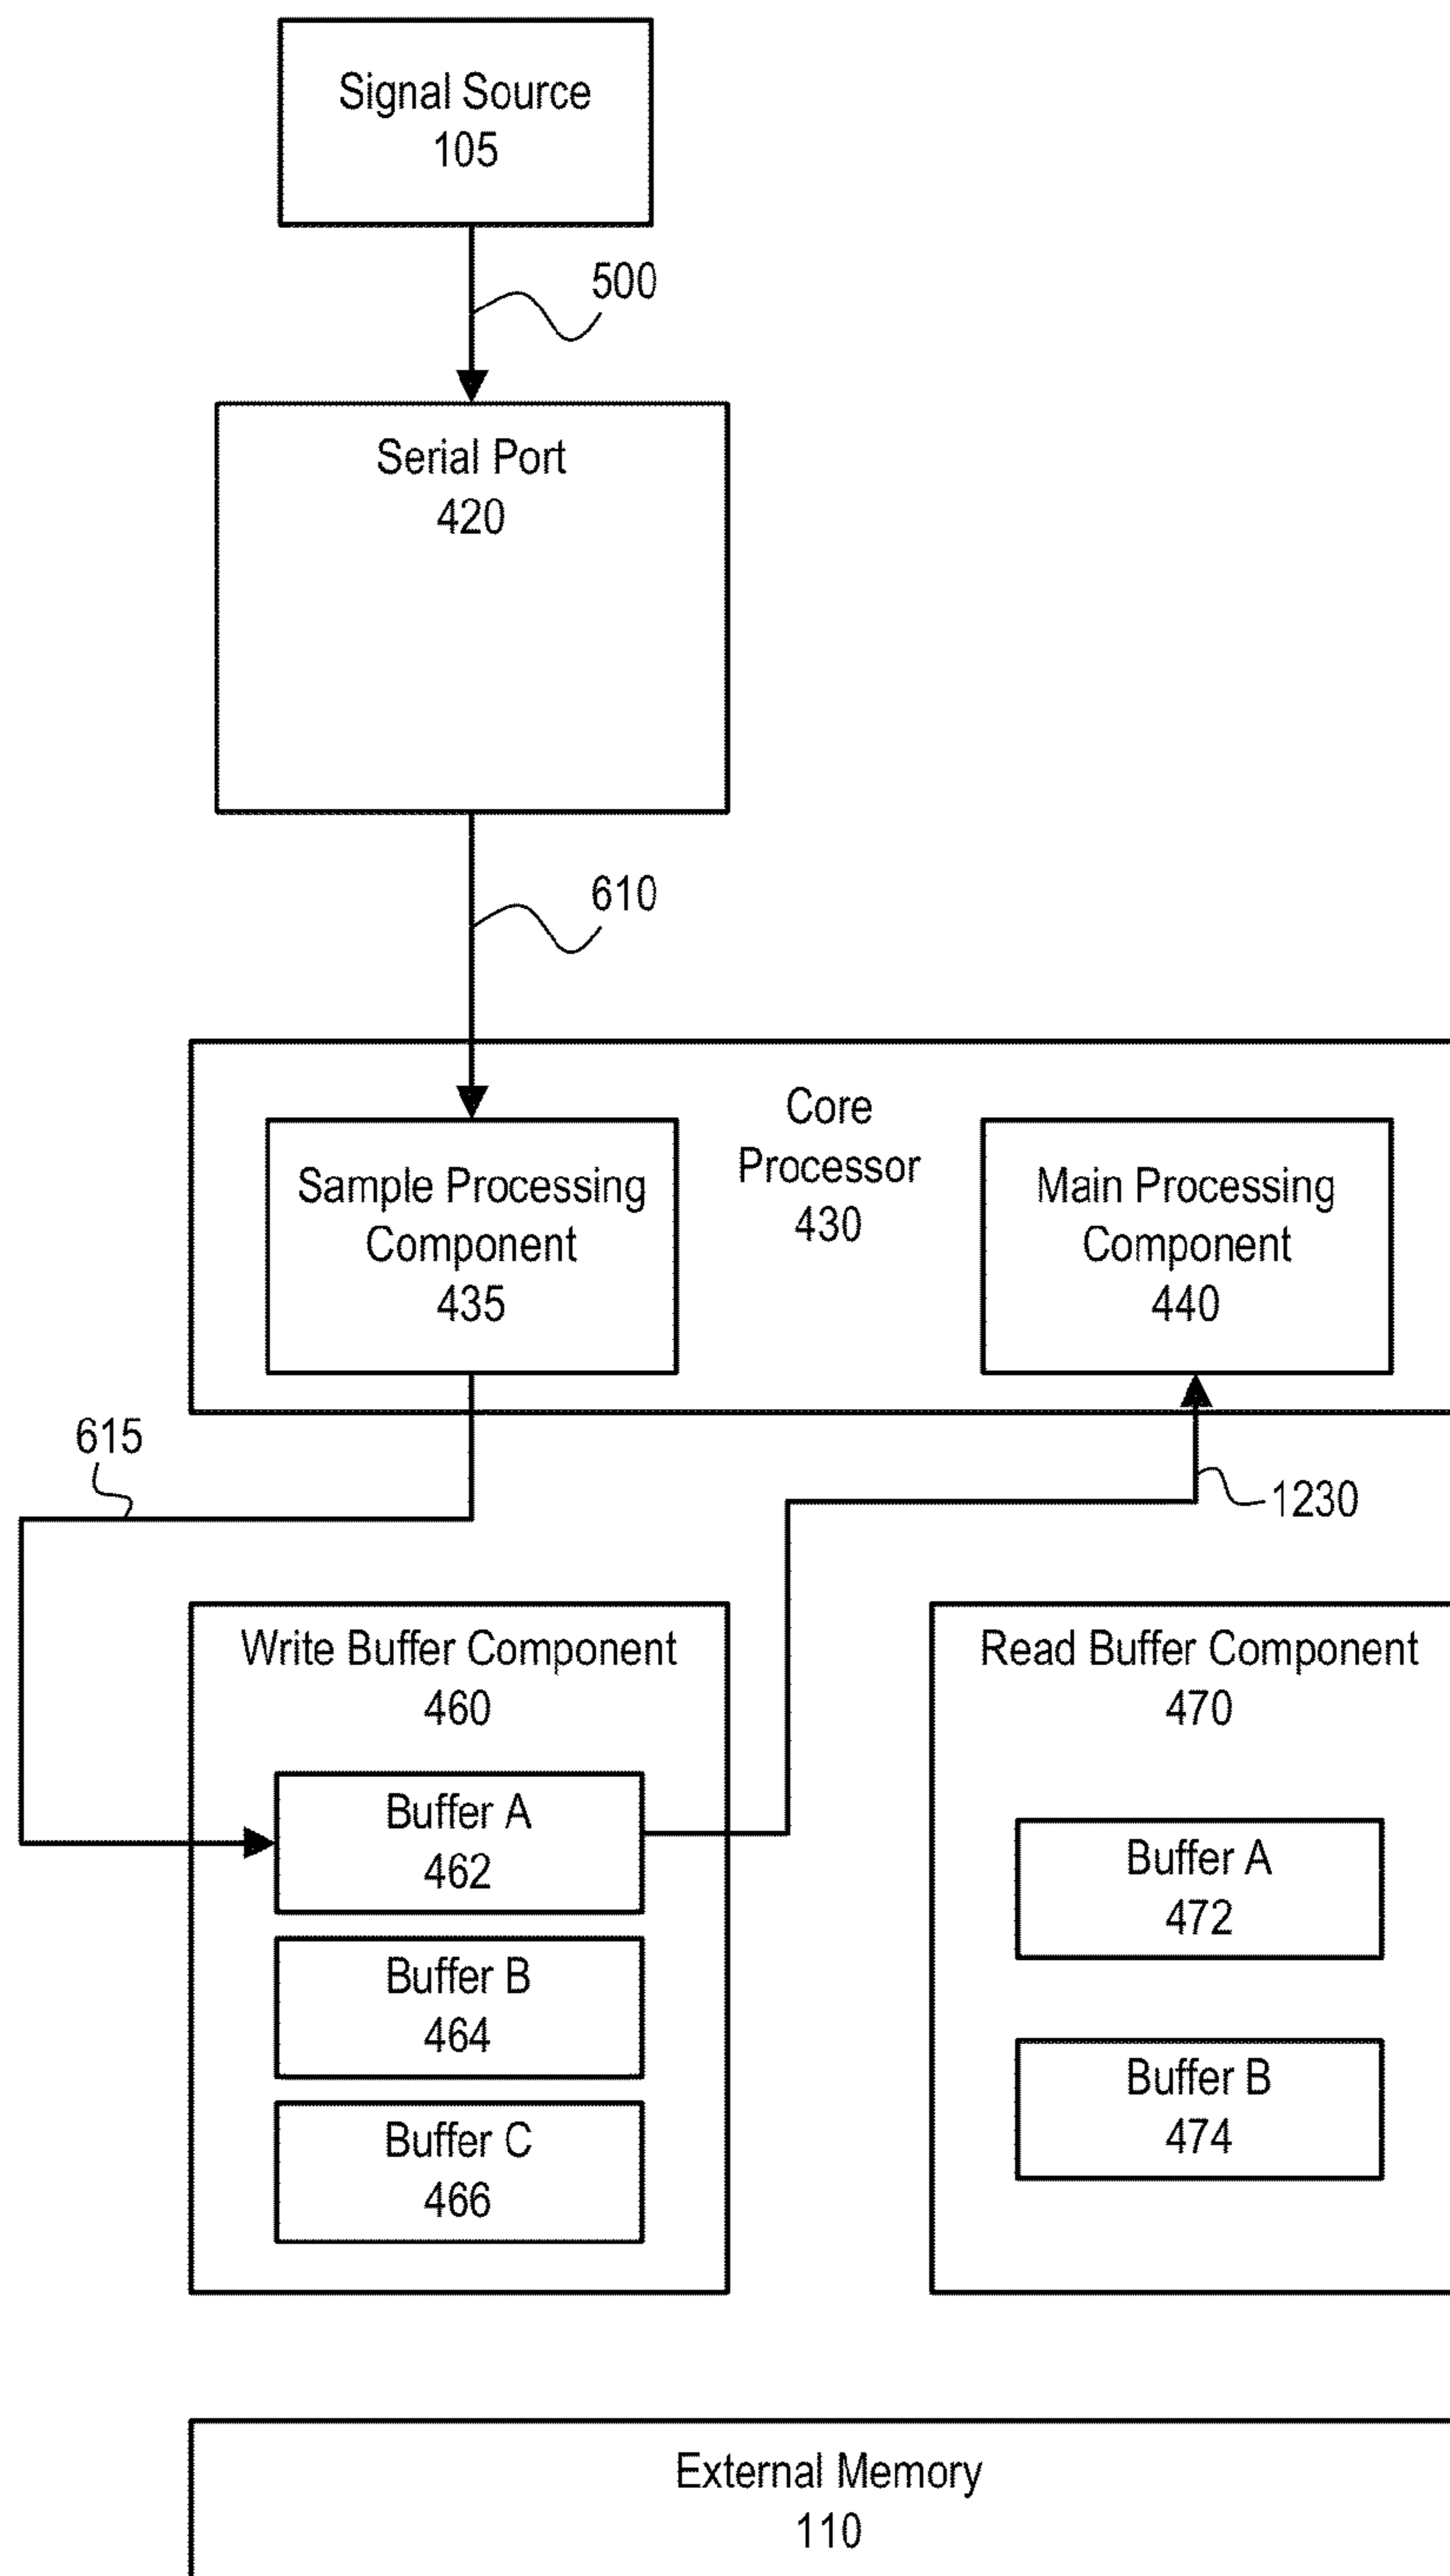 Signal Source
105
500
Serial Port
420
610
Core
Processor
430
Sample Processing
Component
435
Main Processing
Component
440
615
1230
Write Buffer Component
460
Buffer A
462
Buffer B
464
Buffer C
466
Read Buffer Component
470
Buffer A
472
Buffer B
474
External Memory
110